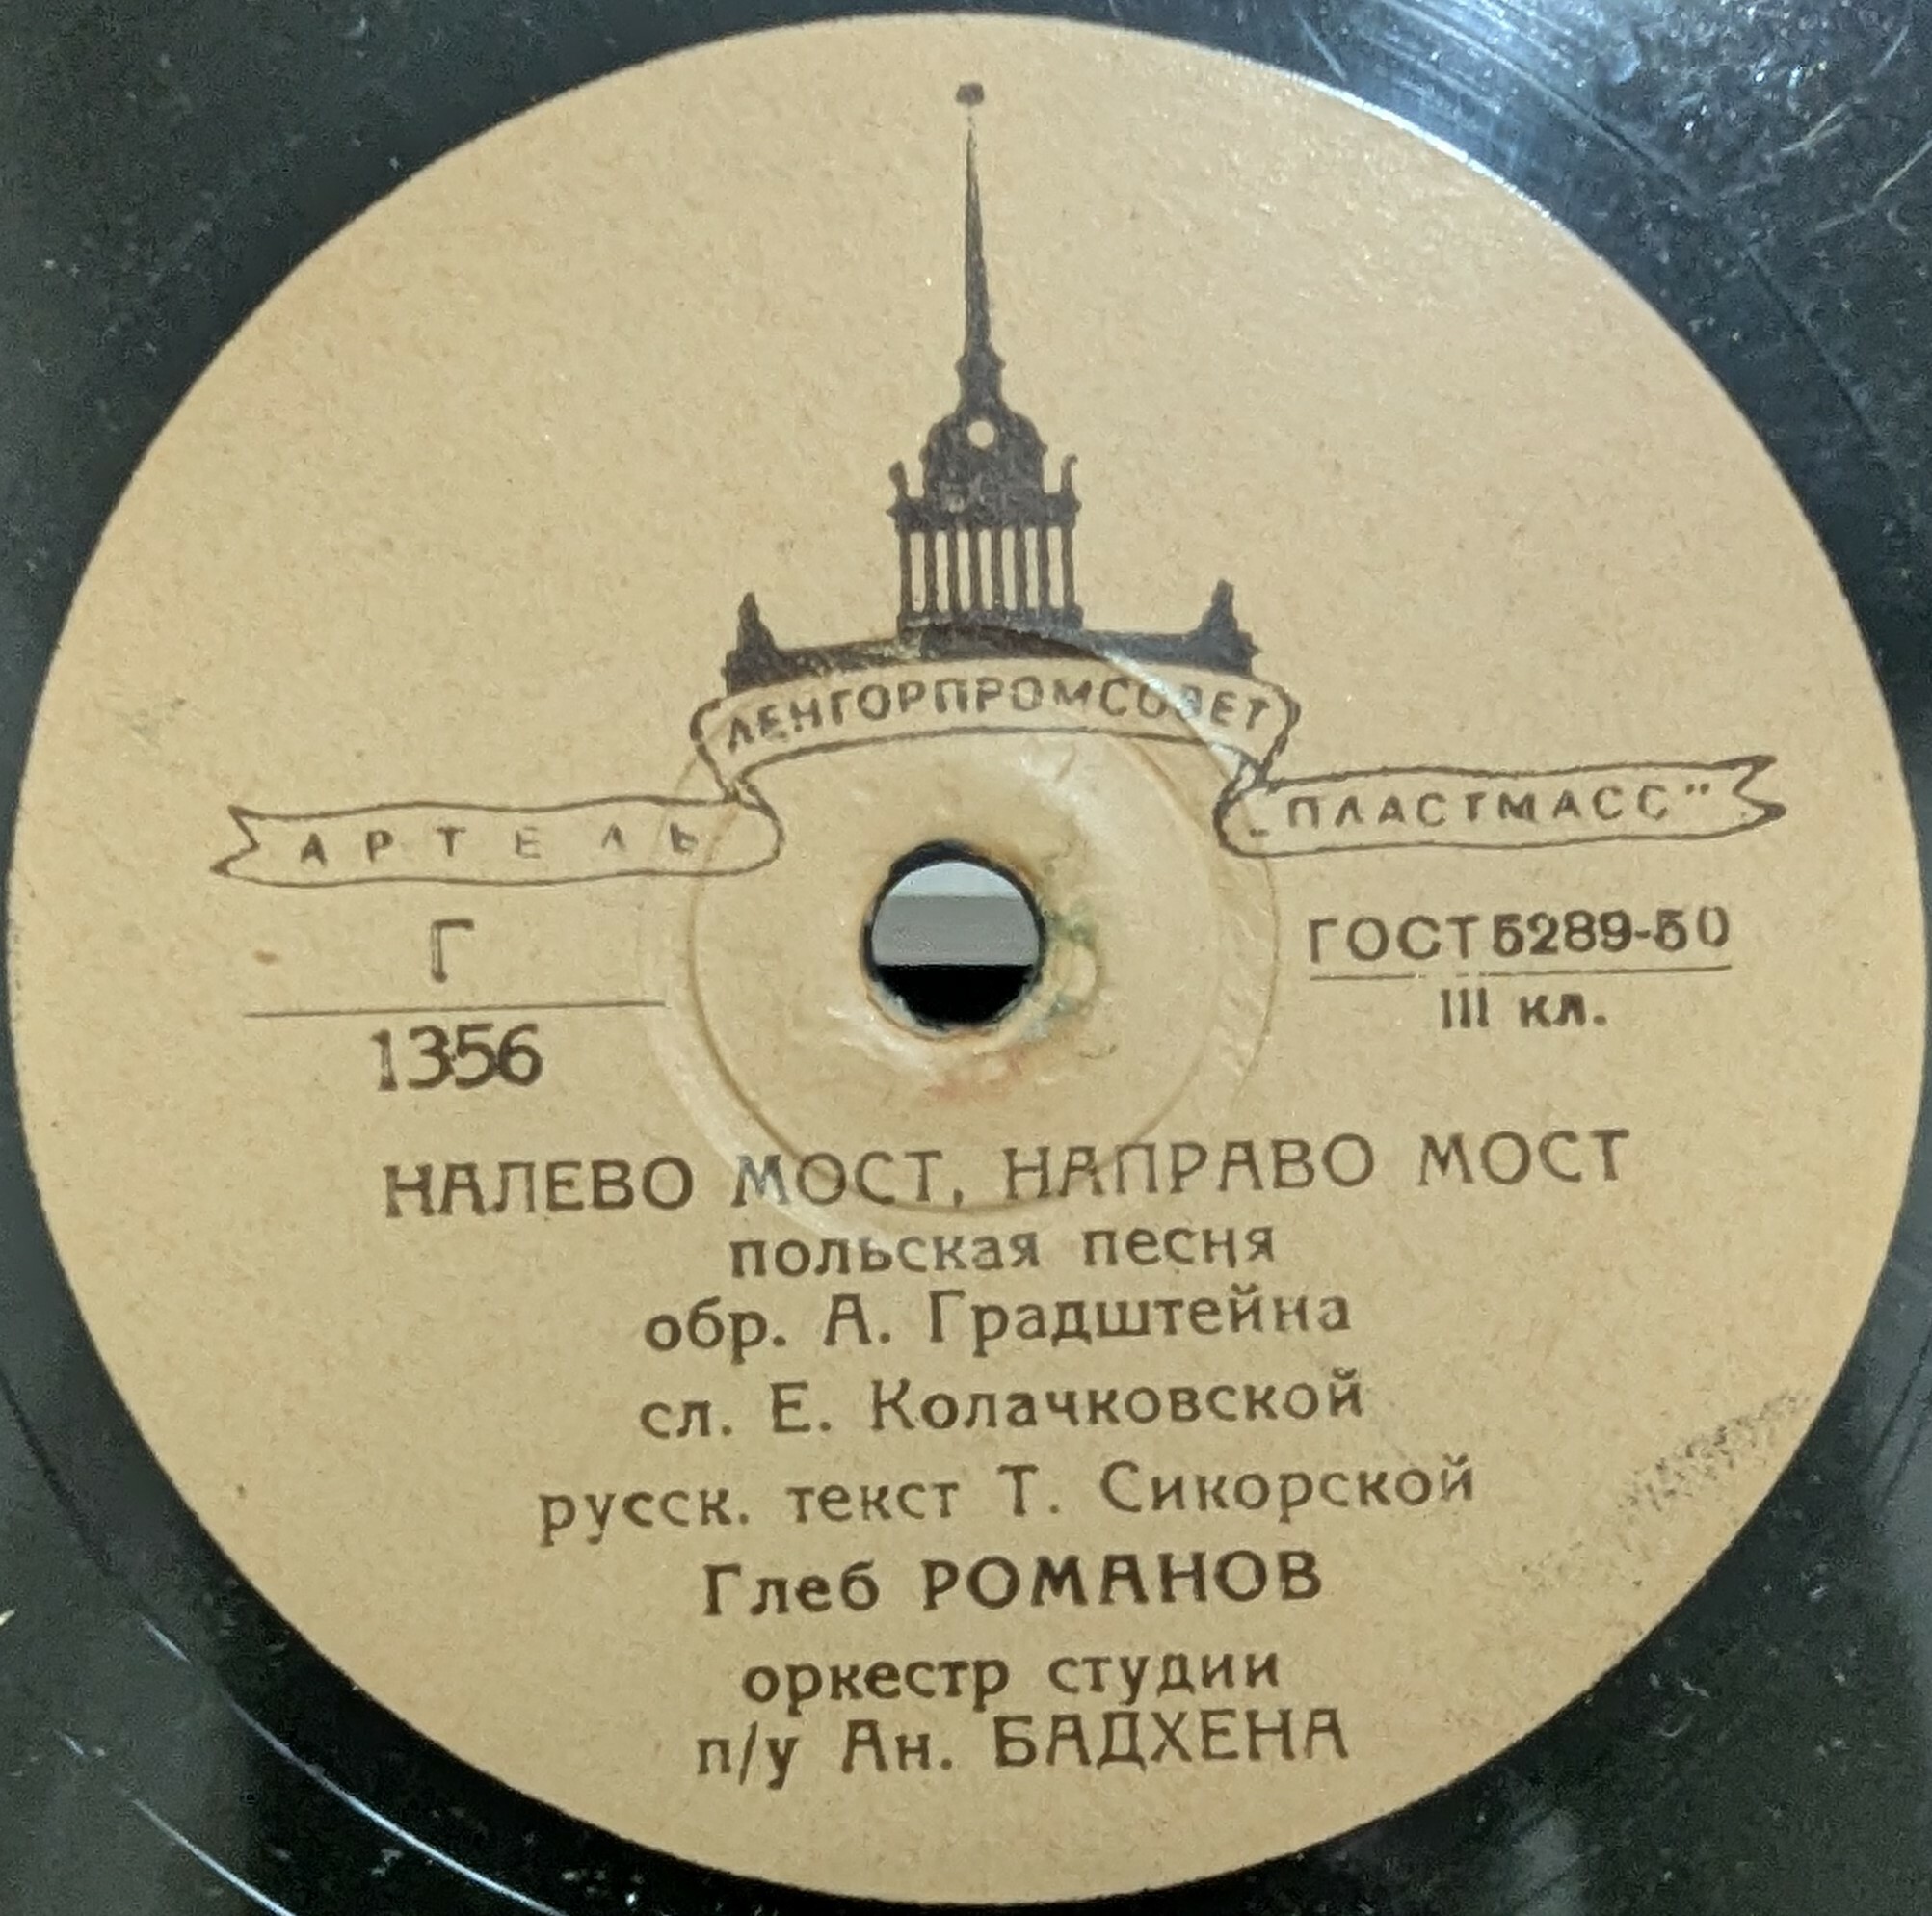 ЛЕНГОРПРОМСОВЕТ
АРТЕЛЬ
„ПЛАСТМАСС"
Г
1356
ГОСТ 5289-50
III кл.
НАЛЕВО МОСТ, НАПРАВО МОСТ
польская песня
обр. А. Градштейна
сл. Е. Колачковской
русск. текст Т. Сикорской
Глеб РОМАНОВ
оркестр студии
п/у Ан. БАДХЕНА